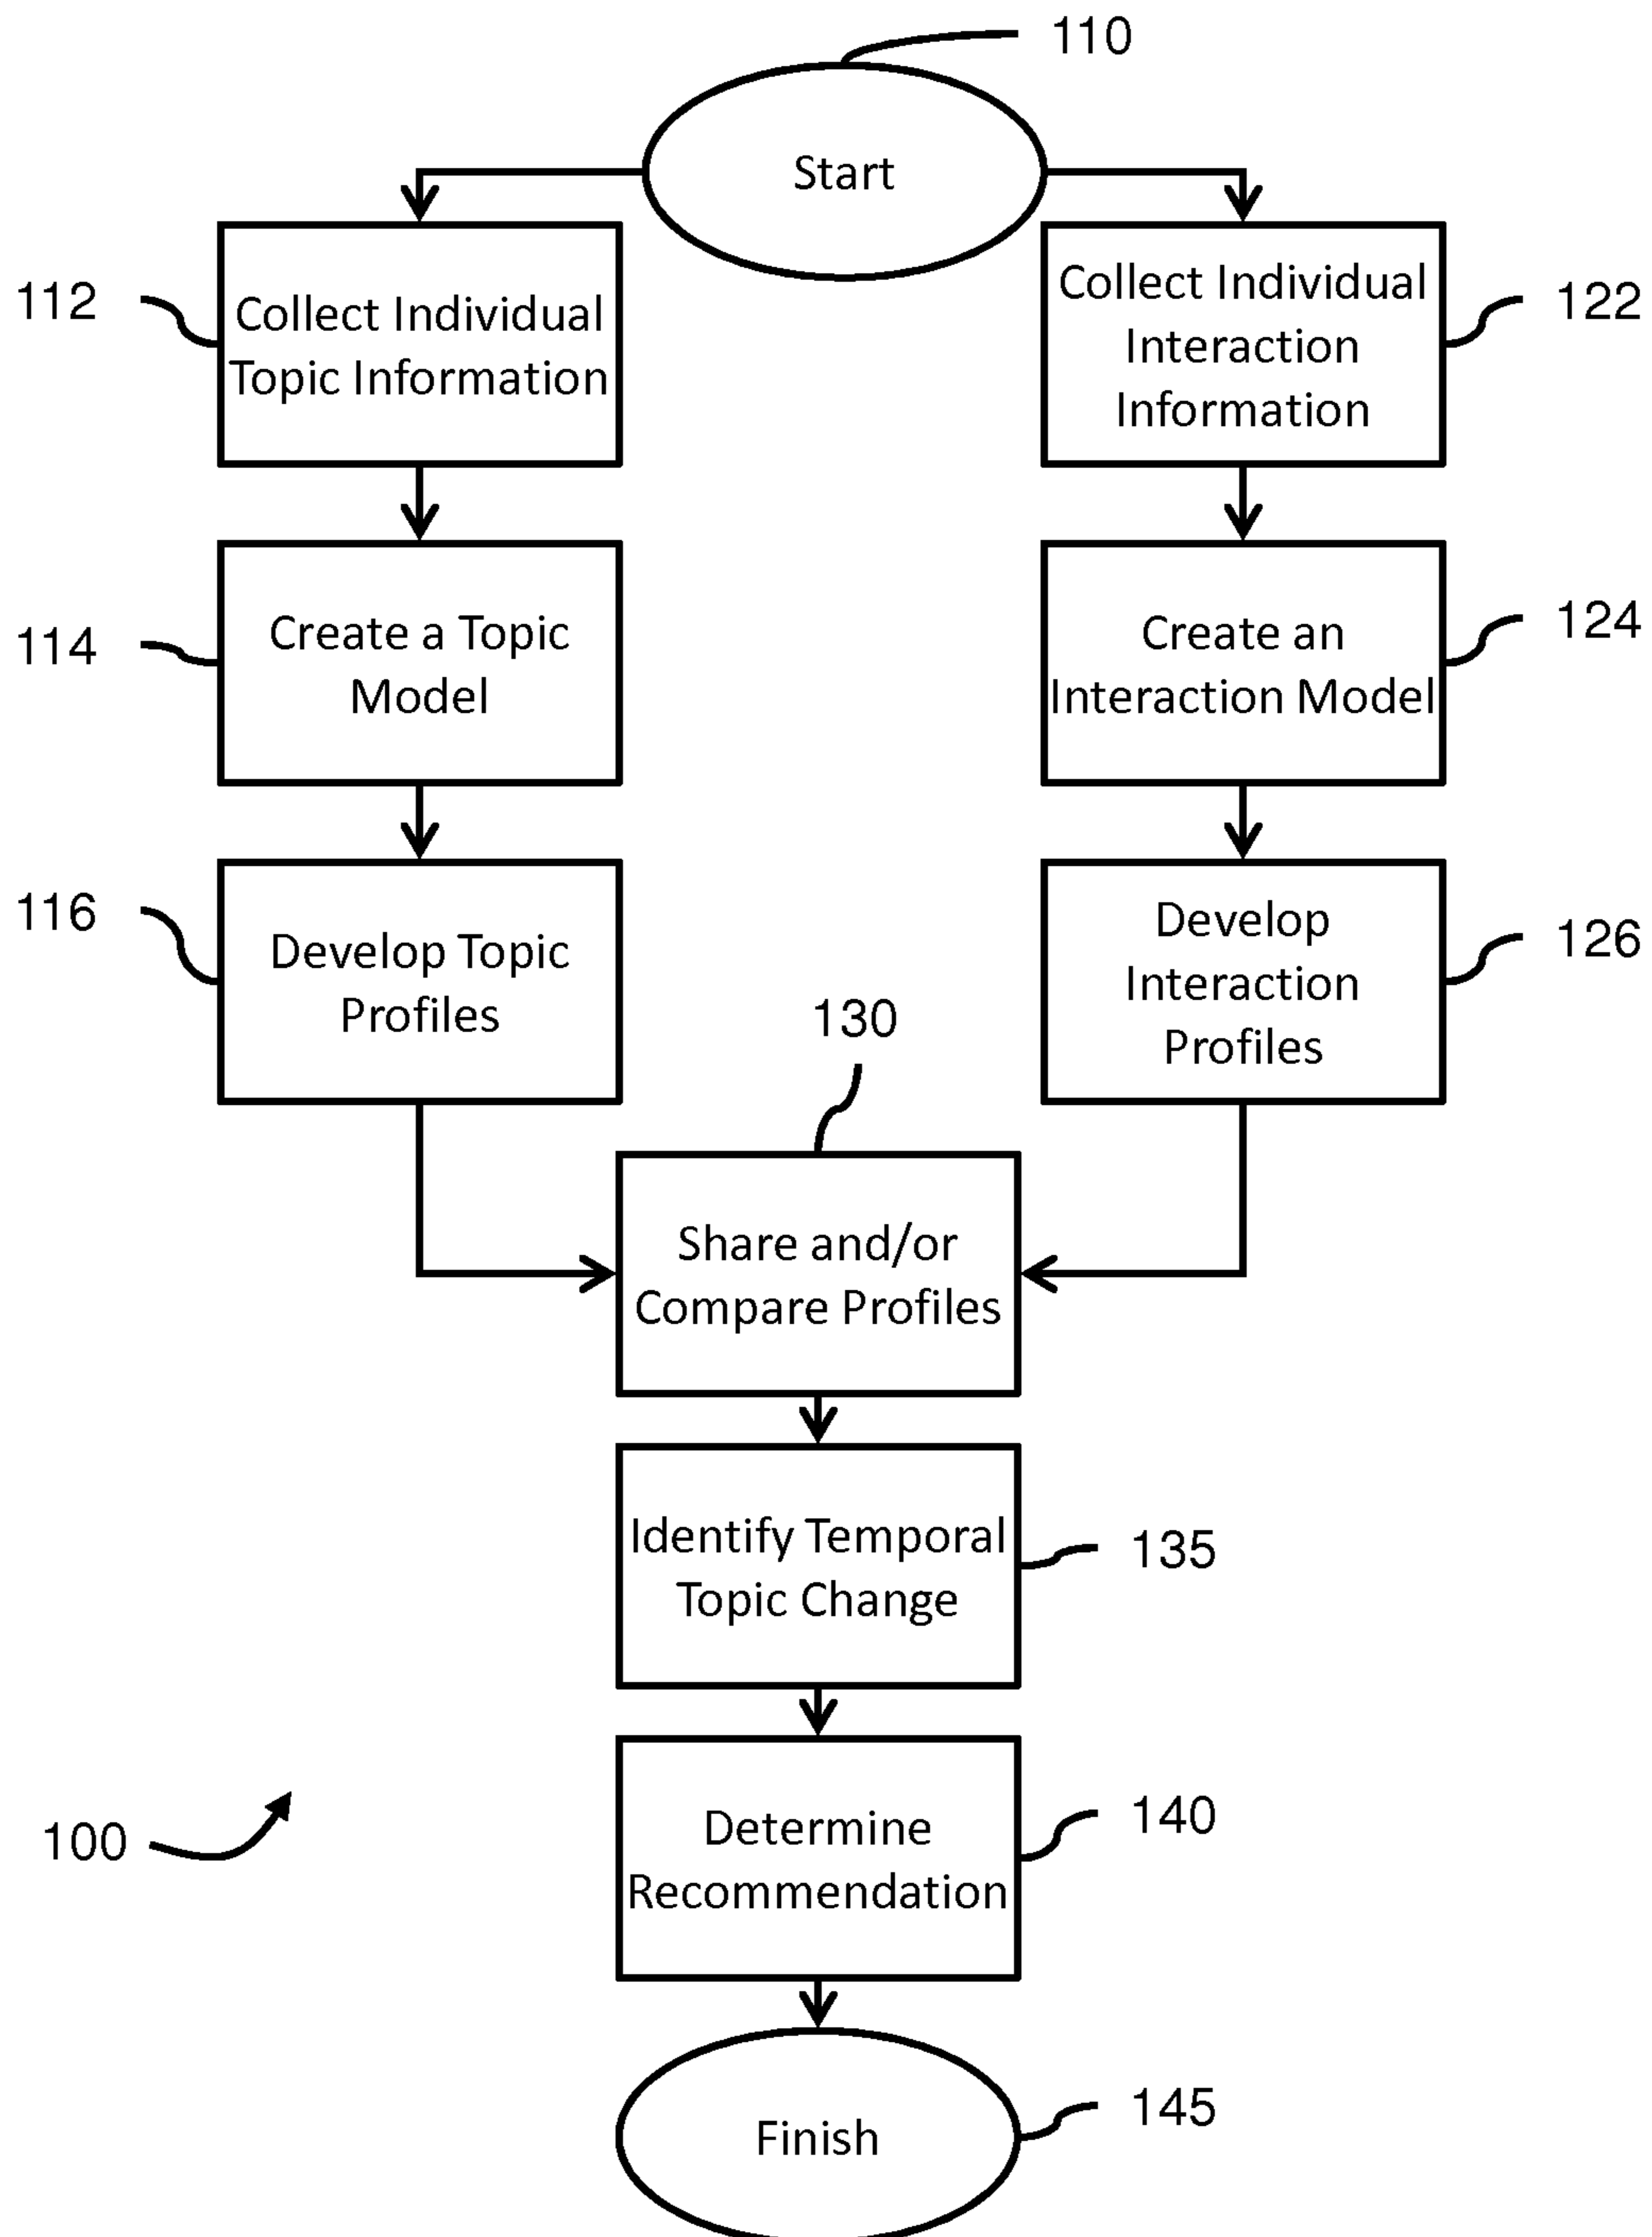 110
Start
112
Collect Individual
Topic Information
Collect Individual
Interaction
Information
122
114
Create a Topic
Model
Create an
Interaction Model
124
116
Develop Topic
Profiles
Develop
Interaction
Profiles
126
130
Share and/or
Compare Profiles
Identify Temporal
Topic Change
135
100
Determine
Recommendation
140
Finish
145